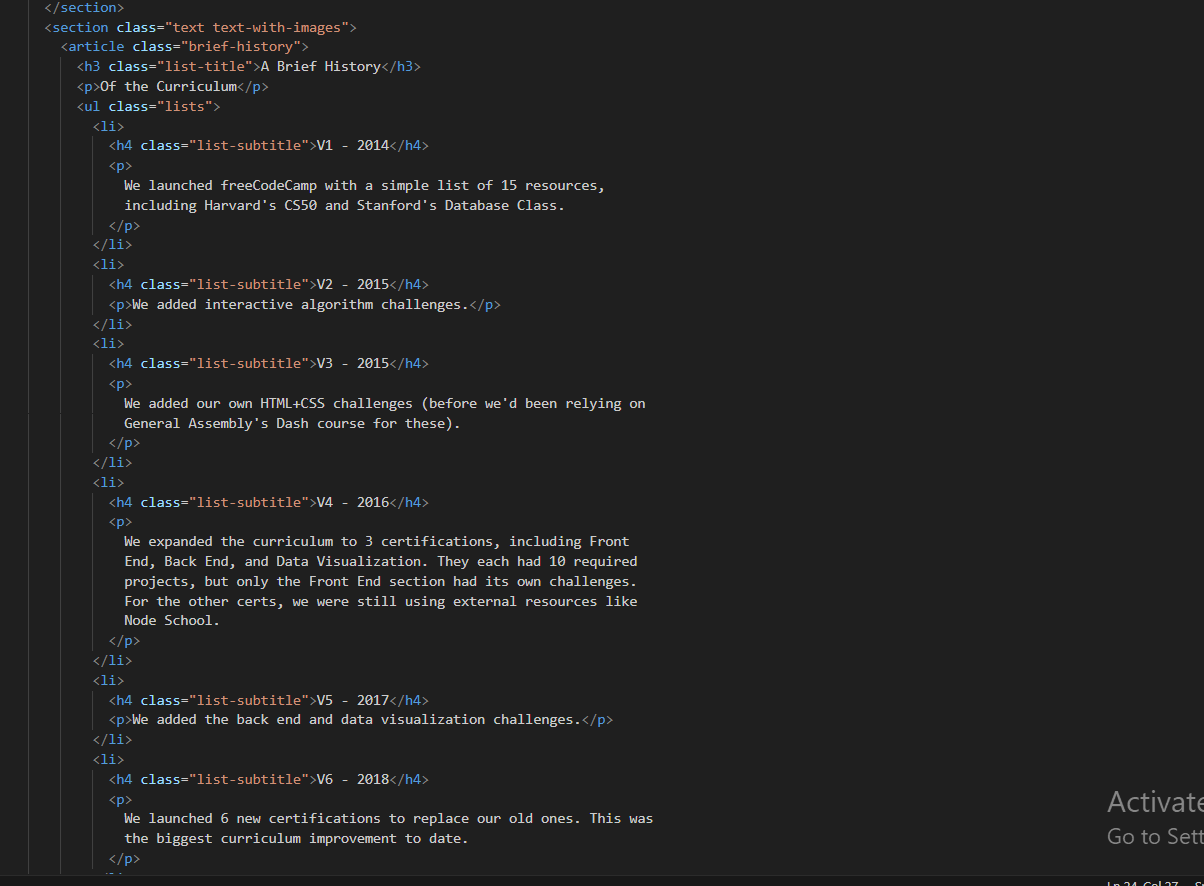 </section>
<section class="text text-with-images">
<article class="brief-history">
<h3 class="list-title">A Brief History</h3>
<p>Of the Curriculum</p>
<ul class="lists">
<li>
<h4 class="list-subtitle">V1 - 2014</h4>
<p>
We launched freeCodeCamp with a simple list of 15 resources,
including Harvard's CS50 and Stanford's Database Class.
</p>
</li>
<li>
<h4 class="list-subtitle">V2 - 2015</h4>
<p>We added interactive algorithm challenges.</p>
</li>
<li>
<h4 class="list-subtitle">V3 - 2015</h4>
<p>
We added our own HTML+CSS challenges (before we'd been relying on
General Assembly's Dash course for these).
</p>
</li>
<li>
<h4 class="list-subtitle">V4 - 2016</h4>
<p>
We expanded the curriculum to 3 certifications, including Front
End, Back End, and Data Visualization. They each had 10 required
projects, but only the Front End section had its own challenges.
For the other certs, we were still using external resources like
Node School.
</p>
</li>
<li>
<h4 class="list-subtitle">V5 - 2017</h4>
<p>We added the back end and data visualization challenges.</p>
</li>
<li>
<h4 class="list-subtitle">V6 - 2018</h4>
<p>
We launched 6 new certifications to replace our old ones. This was
the biggest curriculum improvement to date.
</p>
Activate
Go to Sett